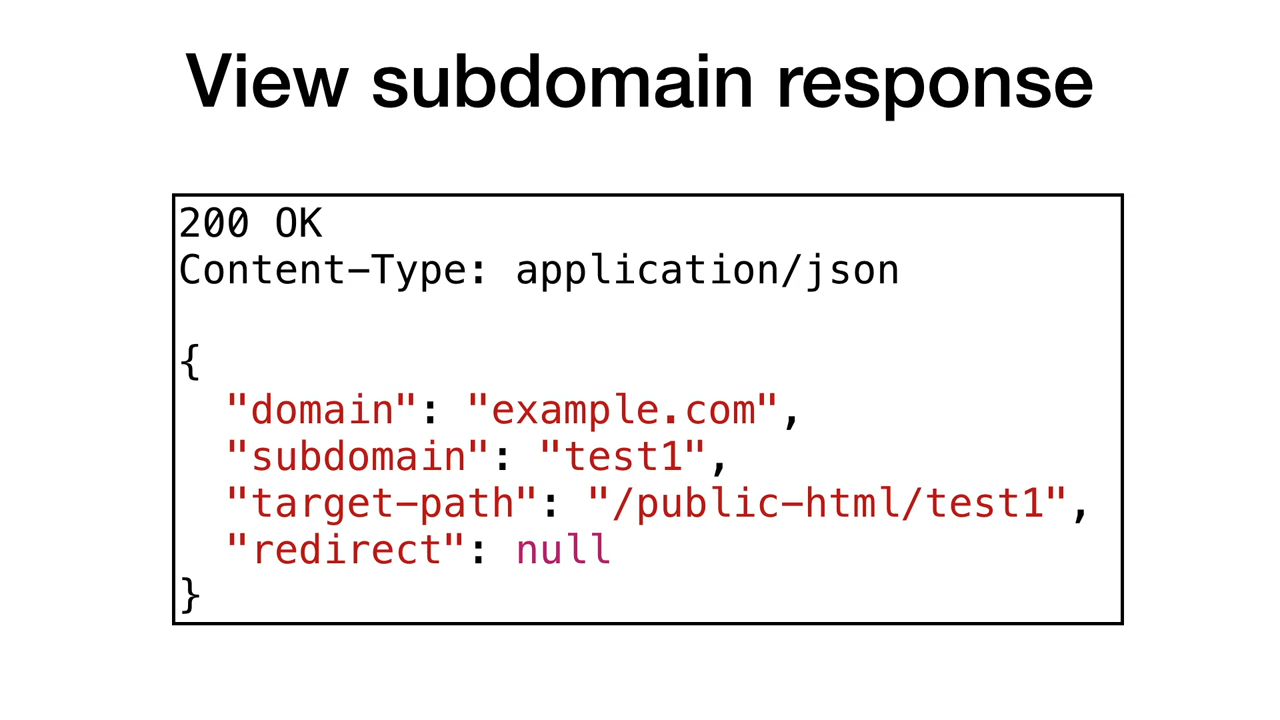 View subdomain response
200 OK
Content-Type: application/json
{
  "domain": "example.com",
  "subdomain": "test1",
  "target-path": "/public-html/test1",
  "redirect": null
}